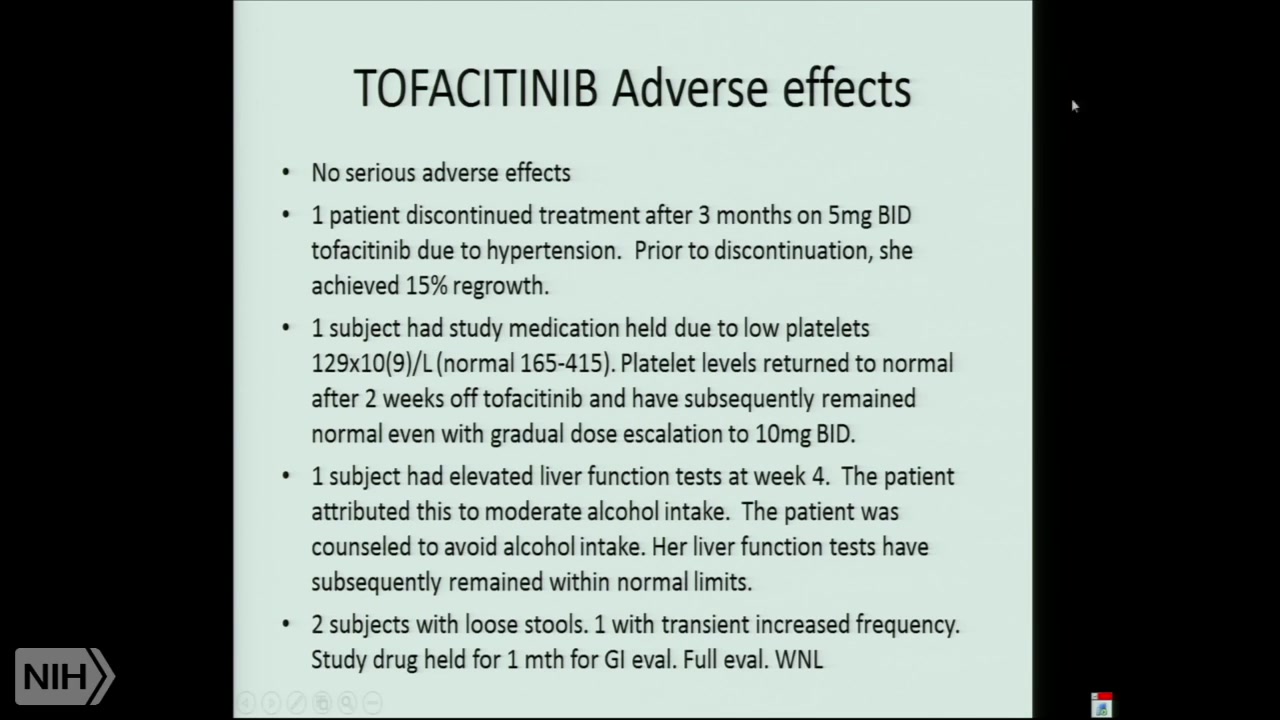 TOFACITINIB Adverse effects
• No serious adverse effects
• 1 patient discontinued treatment after 3 months on 5mg BID
tofacitinib due to hypertension.  Prior to discontinuation, she
achieved 15% regrowth.
• 1 subject had study medication held due to low platelets
129x10(9)/L (normal 165-415). Platelet levels returned to normal
after 2 weeks off tofacitinib and have subsequently remained
normal even with gradual dose escalation to 10mg BID.
• 1 subject had elevated liver function tests at week 4.  The patient
attributed this to moderate alcohol intake.  The patient was
counseled to avoid alcohol intake. Her liver function tests have
subsequently remained within normal limits.
• 2 subjects with loose stools. 1 with transient increased frequency.
Study drug held for 1 mth for GI eval. Full eval. WNL
NIH